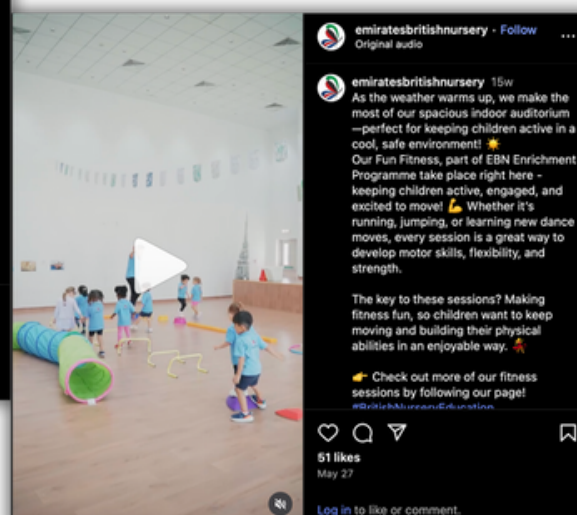 emiratesbritishnursery · Follow
Original audio
emiratesbritishnursery 15w
As the weather warms up, we make the
most of our spacious indoor auditorium
—perfect for keeping children active in a
cool, safe environment! ☀️
Our Fun Fitness, part of EBN Enrichment
Programme take place right here -
keeping children active, engaged, and
excited to move! 💪 Whether it's
running, jumping, or learning new dance
moves, every session is a great way to
develop motor skills, flexibility, and
strength.
The key to these sessions? Making
fitness fun, so children want to keep
moving and building their physical
abilities in an enjoyable way. 💃
👉 Check out more of our fitness
sessions by following our page!
#BritishNurseryEducation
51 likes
May 27
Log in to like or comment.